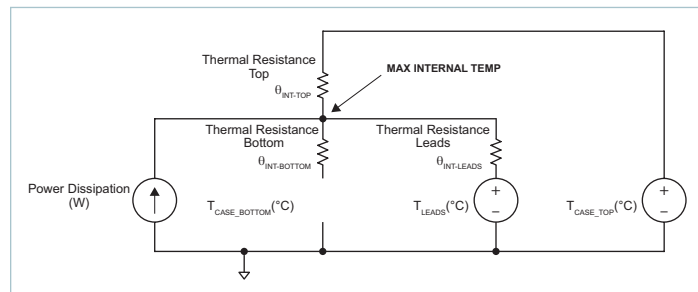 Thermal Resistance
Top
θINT-TOP
MAX INTERNAL TEMP
Thermal Resistance
Bottom
θINT-BOTTOM
Thermal Resistance
Leads
θINT-LEADS
Power Dissipation
(W)
TCASE_BOTTOM(°C)
TLEADS(°C)
+
–
TCASE_TOP(°C)
+
–